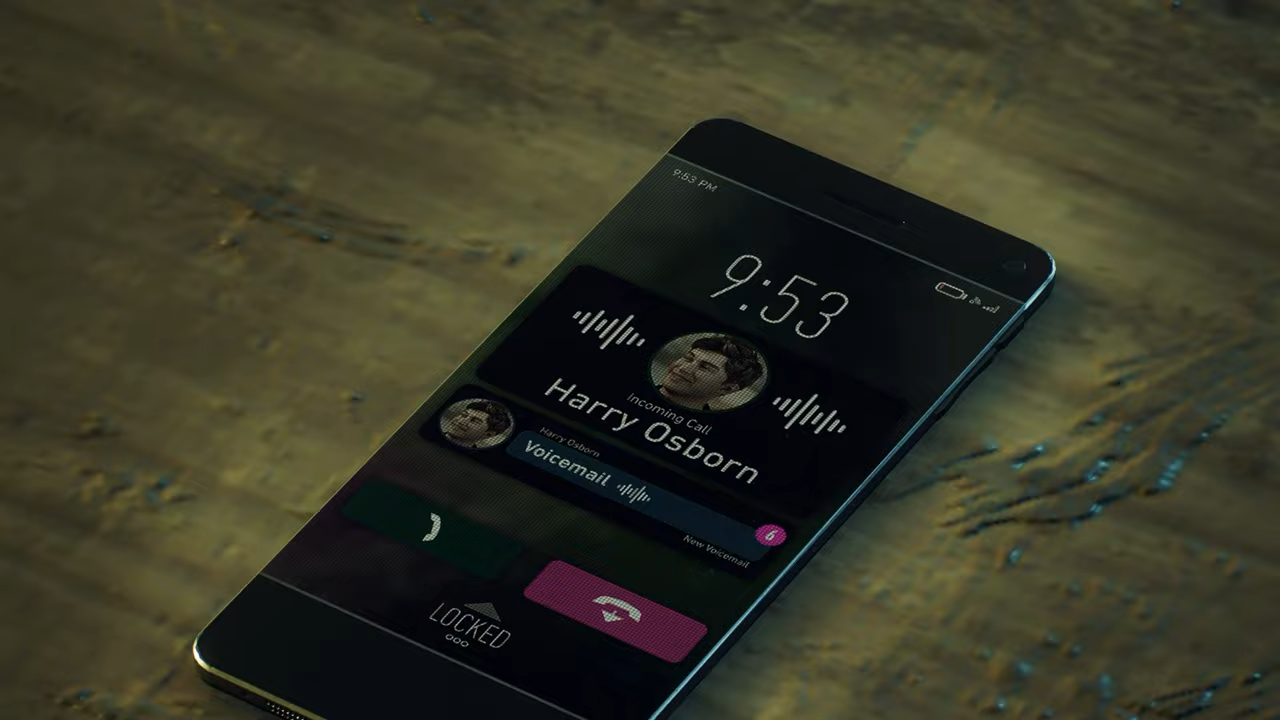 9:53 PM
9:53
Incoming Call
Harry Osborn
Harry Osborn
Voicemail
6
New Voicemail
LOCKED